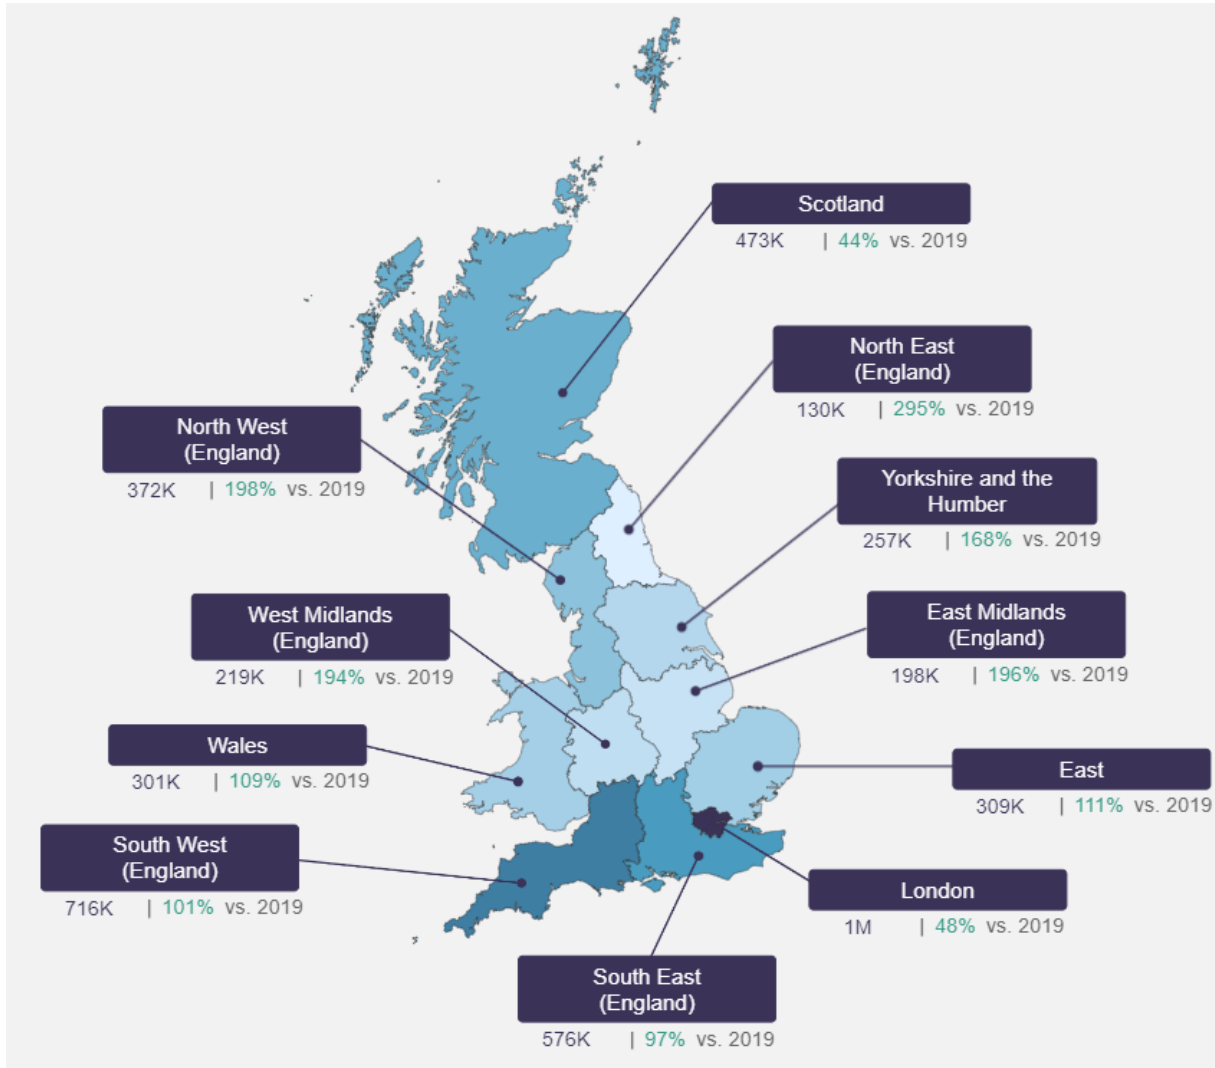 Scotland
473K | 44% vs. 2019
North East
(England)
130K | 295% vs. 2019
North West
(England)
372K | 198% vs. 2019
Yorkshire and the
Humber
257K | 168% vs. 2019
West Midlands
(England)
219K | 194% vs. 2019
East Midlands
(England)
198K | 196% vs. 2019
Wales
301K | 109% vs. 2019
East
309K | 111% vs. 2019
South West
(England)
716K | 101% vs. 2019
London
1M | 48% vs. 2019
South East
(England)
576K | 97% vs. 2019